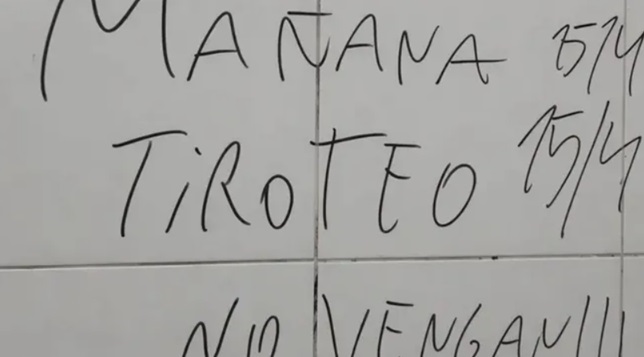 MAÑANA 15/4
TiROTEO 15/4
NO VENGAN!!!